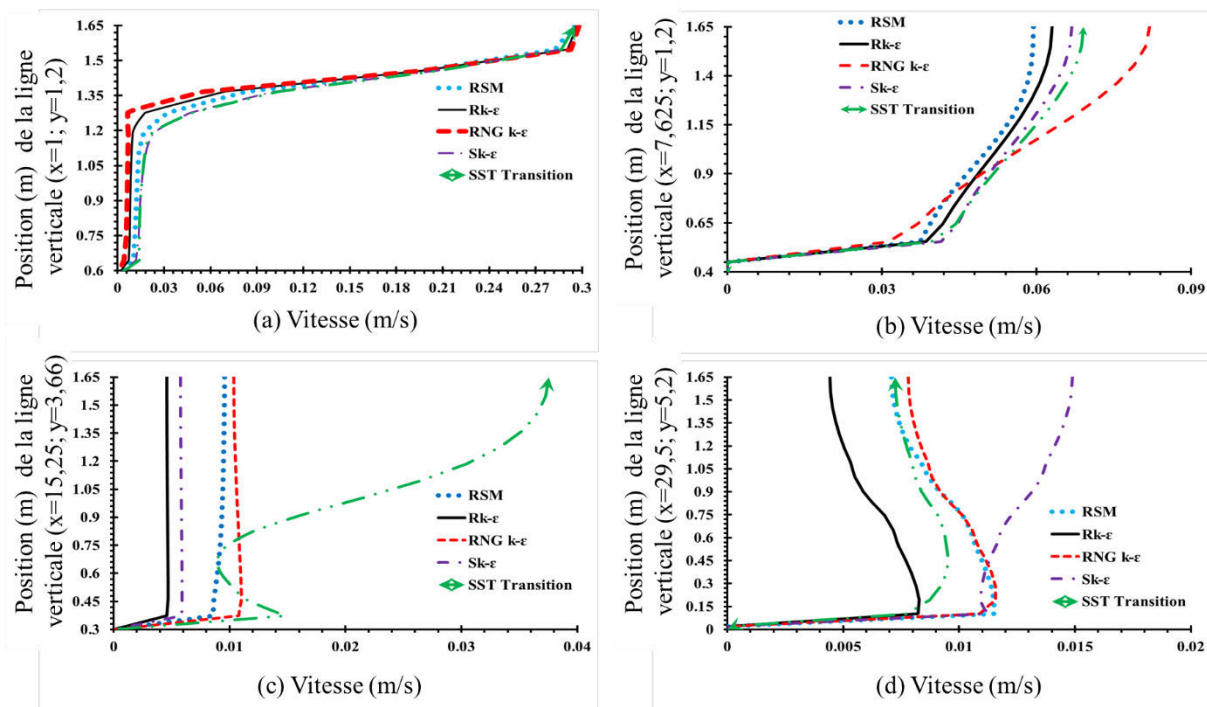 Position (m) de la ligne
verticale (x=1; y=1,2)
1.65
1.5
1.35
1.2
0.9
0.75
0.6
0
0.03
0.06
0.09
0.12
0.15
0.18
0.21
0.24
0.27
0.3
RSM
Rk-ε
RNG k-ε
Sk-ε
SST Transition
(a) Vitesse (m/s)
Position (m) de la ligne
verticale (x=7,625; y=1,2)
1.65
1.4
1.15
0.9
0.65
0.4
0
0.03
0.06
0.09
RSM
Rk-ε
RNG k-ε
Sk-ε
SST Transition
(b) Vitesse (m/s)
Position (m) de la ligne
verticale (x=15,25; y=3,66)
1.65
1.5
1.35
1.2
1.05
0.9
0.75
0.6
0.45
0.3
0
0.01
0.02
0.03
0.04
RSM
Rk-ε
RNG k-ε
Sk-ε
SST Transition
(c) Vitesse (m/s)
Position (m) de la ligne
verticale (x=29,5; y=5,2)
1.65
1.5
1.35
1.2
1.05
0.9
0.75
0.6
0.45
0.3
0.15
0
0
0.005
0.01
0.015
0.02
RSM
Rk-ε
RNG k-ε
Sk-ε
SST Transition
(d) Vitesse (m/s)